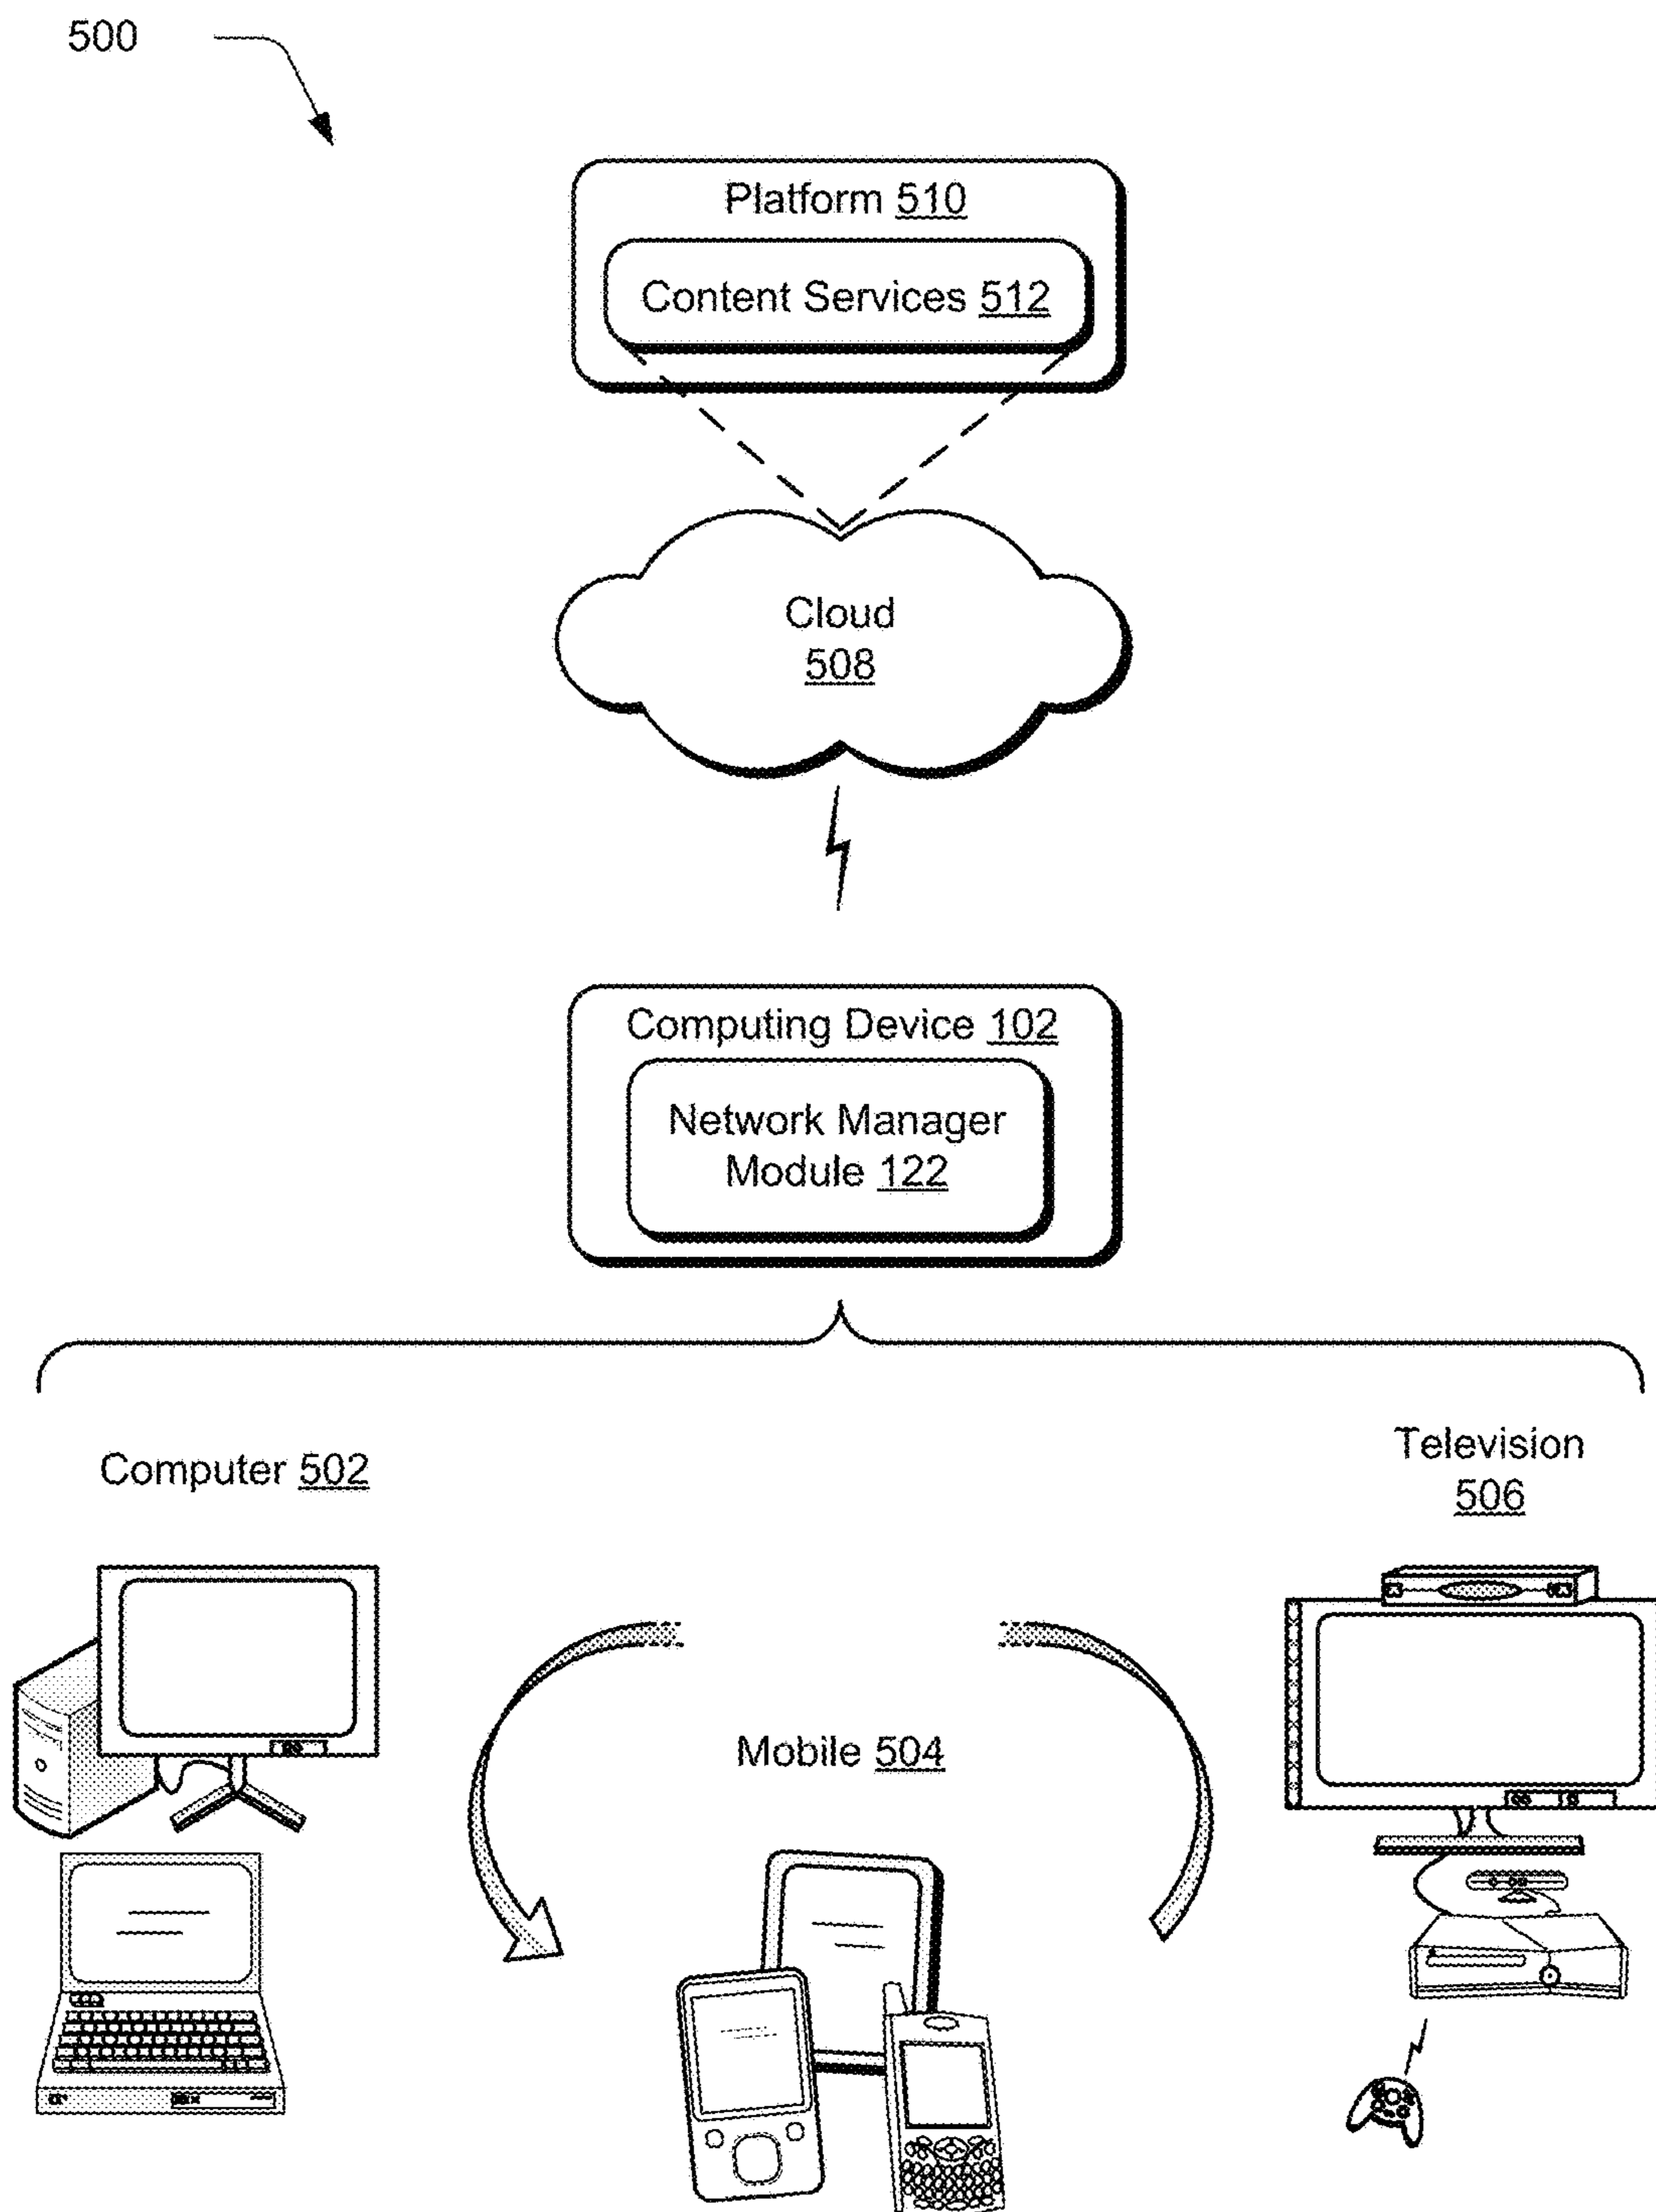 500
Platform 510
Content Services 512
Cloud
508
Computing Device 102
Network Manager
Module 122
Computer 502
Television
506
Mobile 504